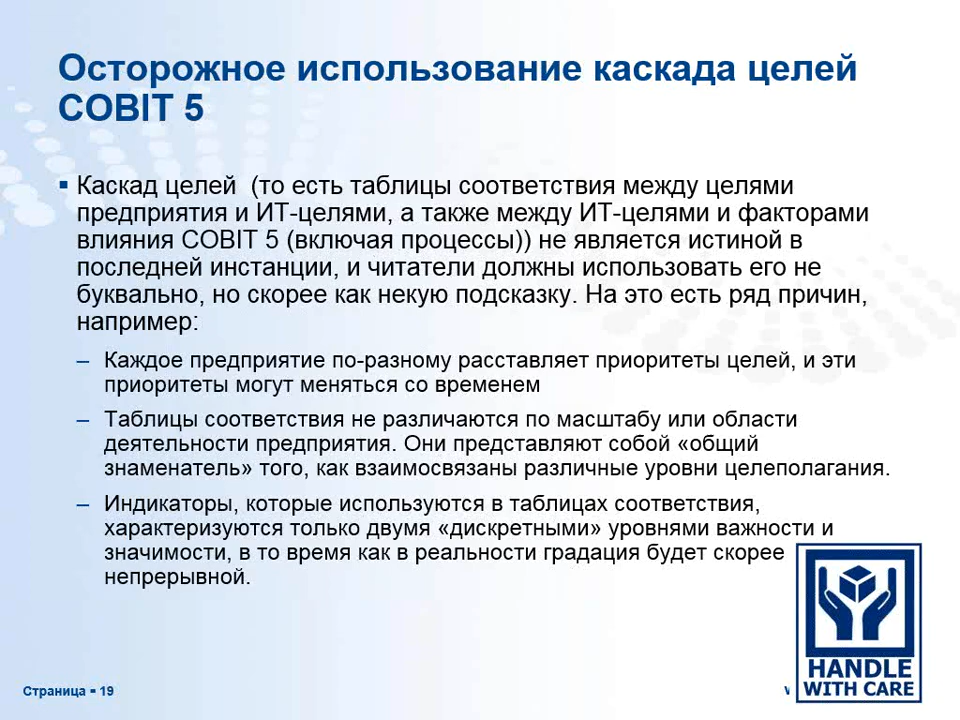 Осторожное использование каскада целей
COBIT 5
▪ Каскад целей (то есть таблицы соответствия между целями
предприятия и ИТ-целями, а также между ИТ-целями и факторами
влияния COBIT 5 (включая процессы)) не является истиной в
последней инстанции, и читатели должны использовать его не
буквально, но скорее как некую подсказку. На это есть ряд причин,
например:
– Каждое предприятие по-разному расставляет приоритеты целей, и эти
приоритеты могут меняться со временем
– Таблицы соответствия не различаются по масштабу или области
деятельности предприятия. Они представляют собой «общий
знаменатель» того, как взаимосвязаны различные уровни целеполагания.
– Индикаторы, которые используются в таблицах соответствия,
характеризуются только двумя «дискретными» уровнями важности и
значимости, в то время как в реальности градация будет скорее
непрерывной.
HANDLE
WITH CARE
Страница ▪ 19